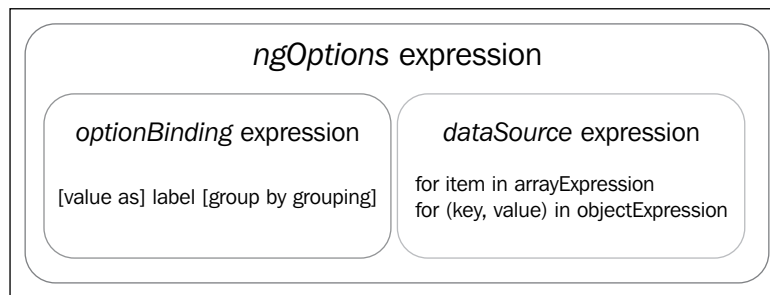 ngOptions expression
optionBinding expression
[value as] label [group by grouping]
dataSource expression
for item in arrayExpression
for (key, value) in objectExpression